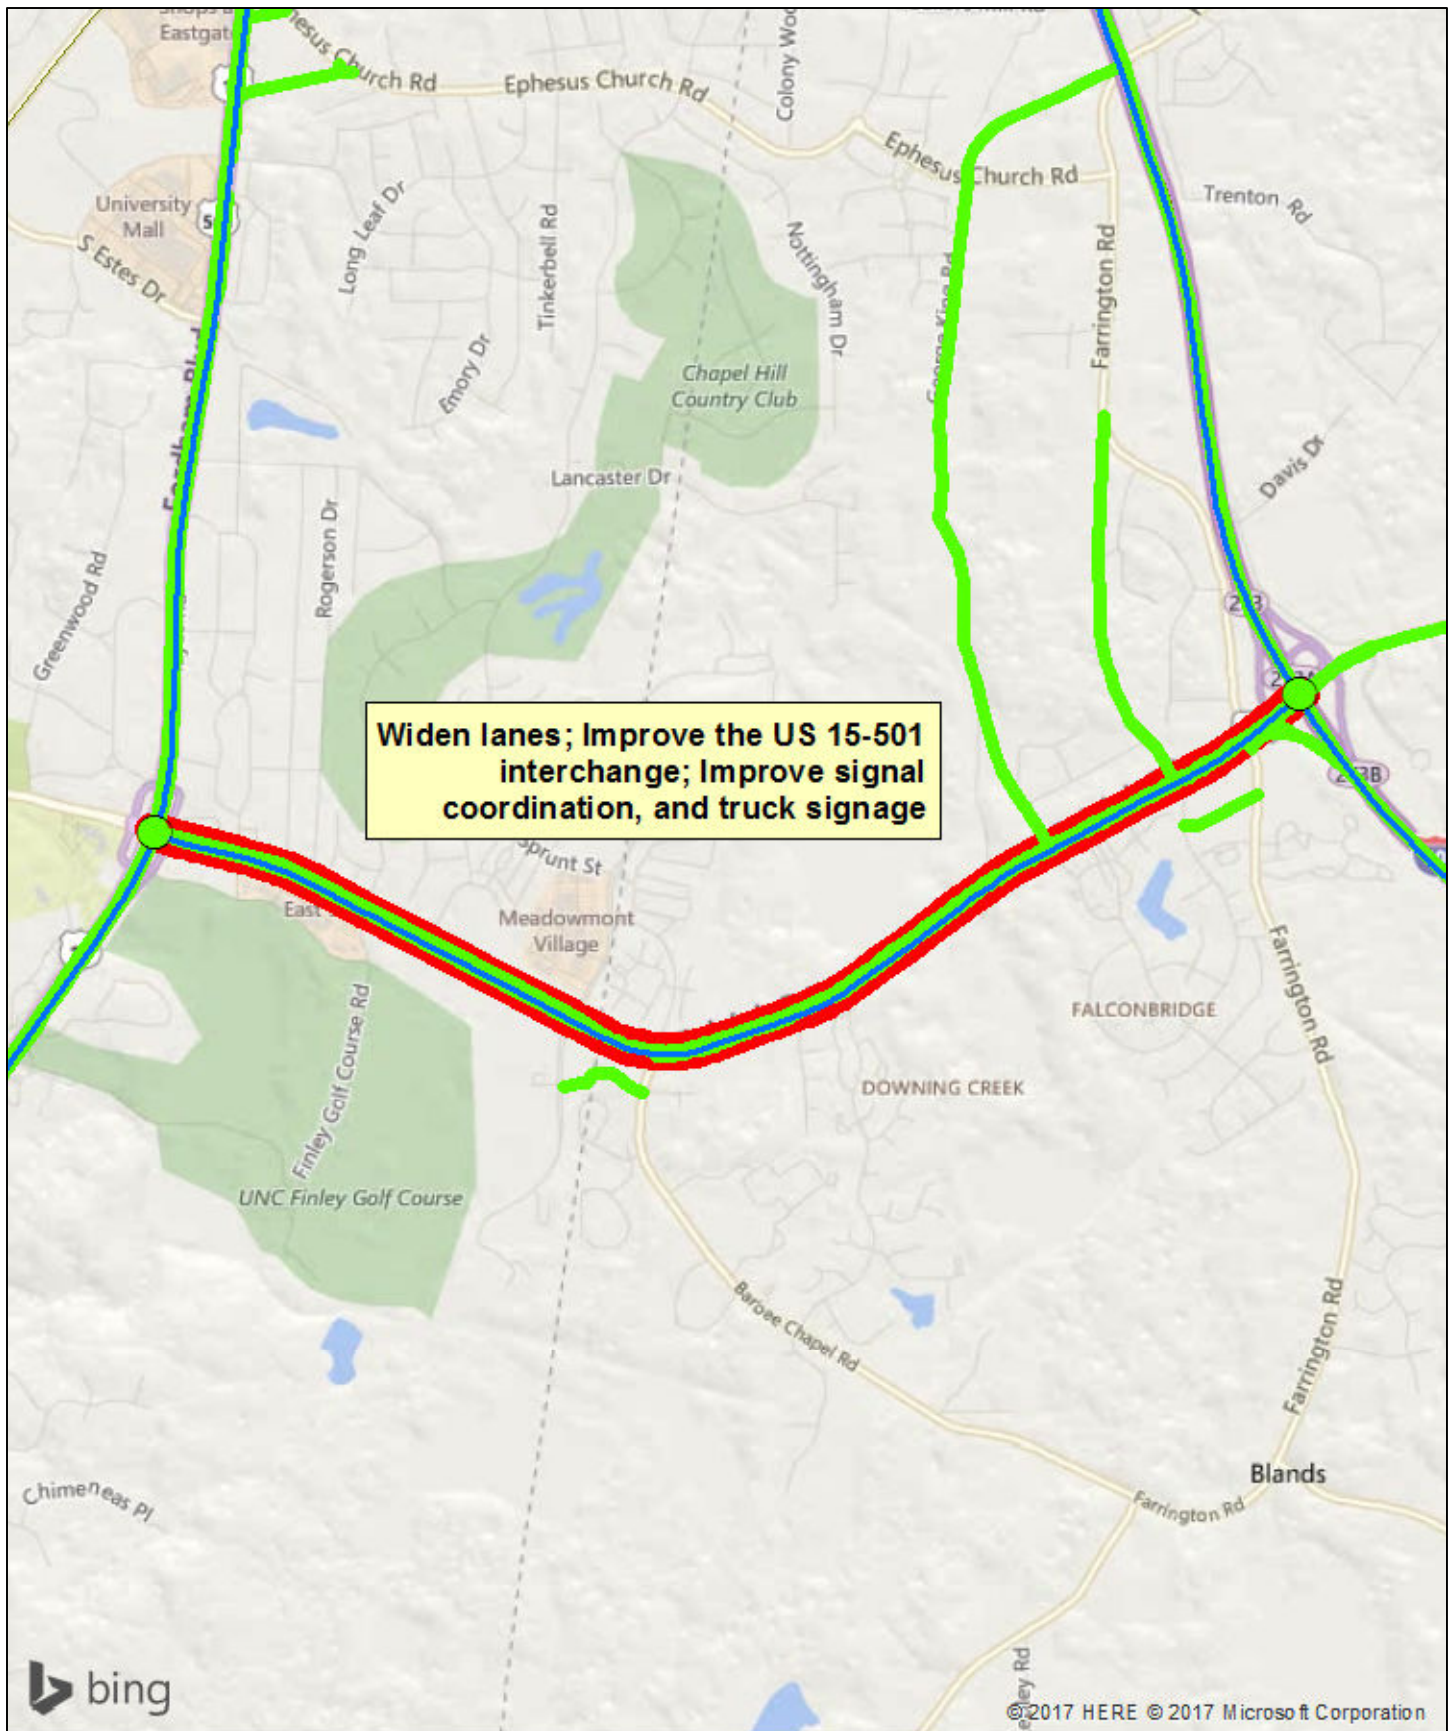 Eastgat
Church Rd
Ephesus Church Rd
Ephesus Church Rd
University
Mall
S Estes Dr
Long Leaf Dr
Tinkerbell Rd
Nottingham Dr
Farrington Rd
Trenton Rd
Emory Dr
Chapel Hill
Country Club
Lancaster Dr
Davis Dr
Rogerson Dr
Greenwood Rd
Widen lanes; Improve the US 15-501
interchange; Improve signal
coordination, and truck signage
Sprunt St
Meadowmont
Village
East
Farrington Rd
FALCONBRIDGE
DOWNING CREEK
Finley Golf Course Rd
UNC Finley Golf Course
Barbee Chapel Rd
Farrington Rd
Blands
Farrington Rd
Chimeneas Pl
bing
© 2017 HERE © 2017 Microsoft Corporation